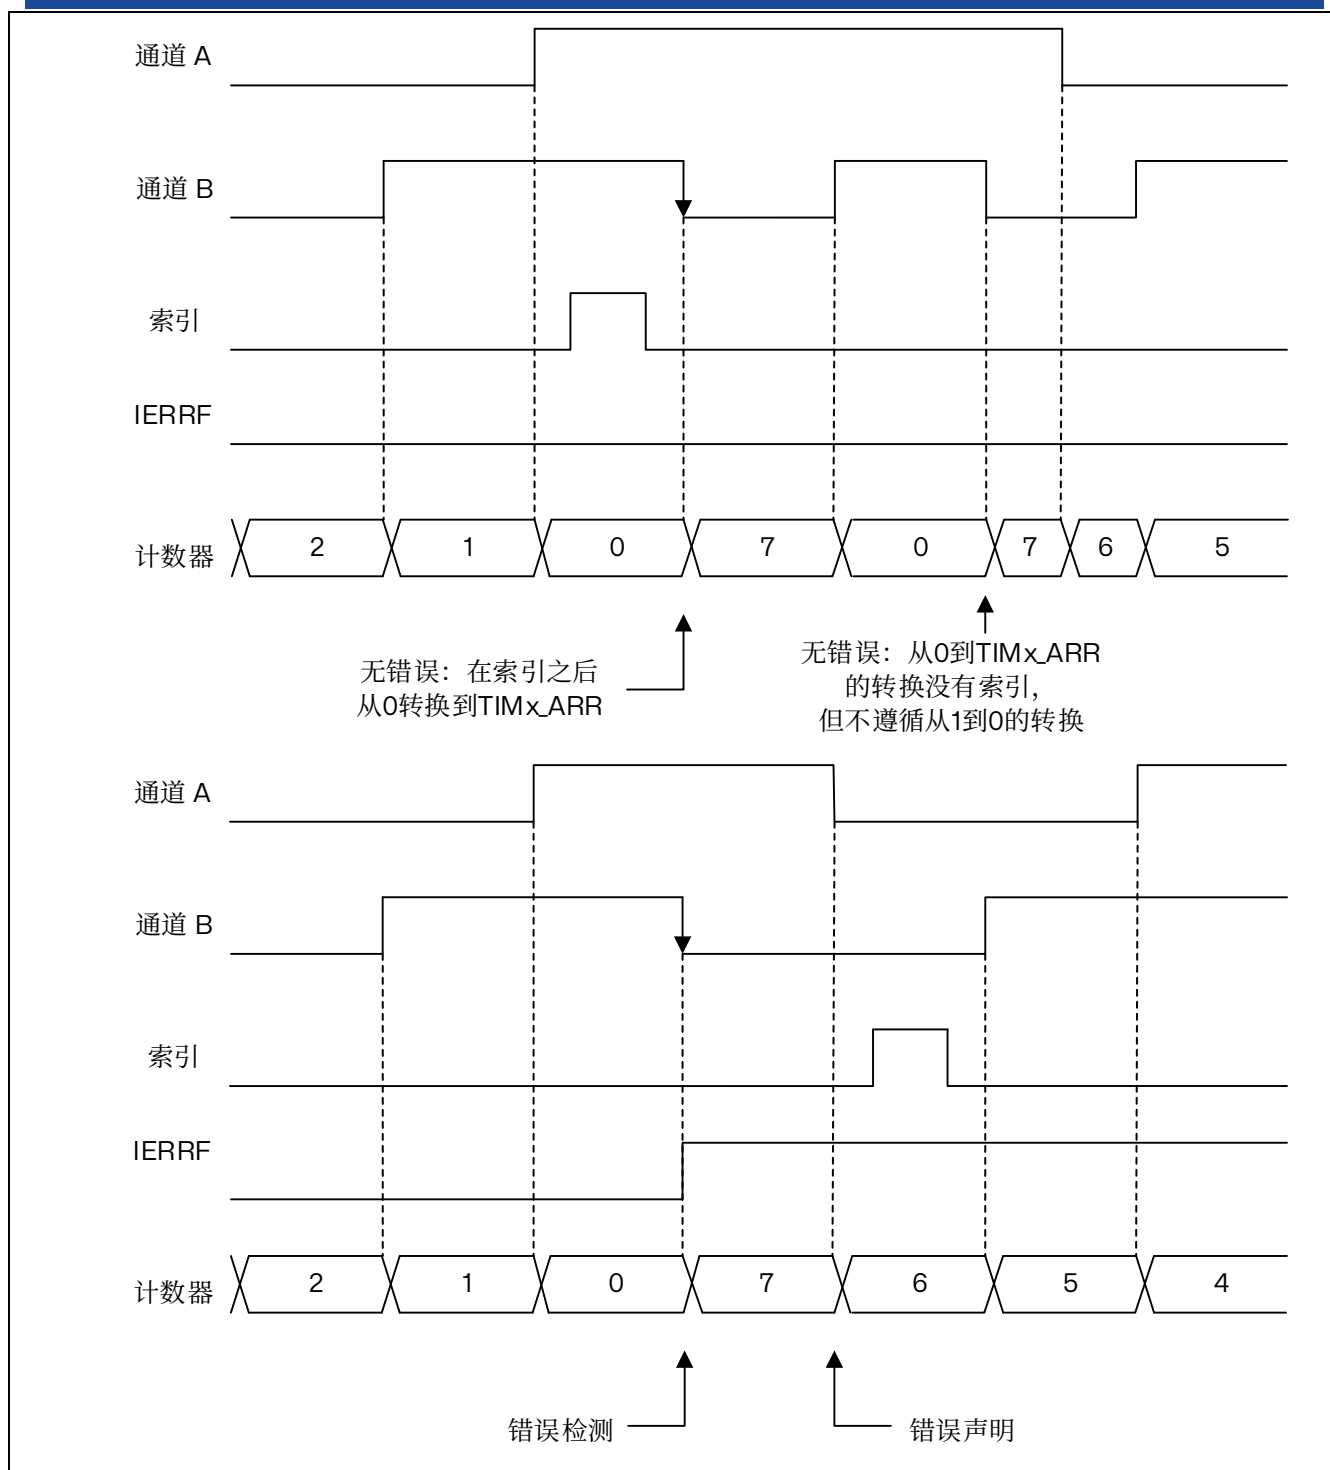 通道 A
通道 B
索引
IERRF
计数器 2 1 0 7 0 7 6 5
无错误：在索引之后
从0转换到TIMx_ARR
无错误：从0到TIMx_ARR
的转换没有索引，
但不遵循从1到0的转换
通道 A
通道 B
索引
IERRF
计数器 2 1 0 7 6 5 4
错误检测
错误声明